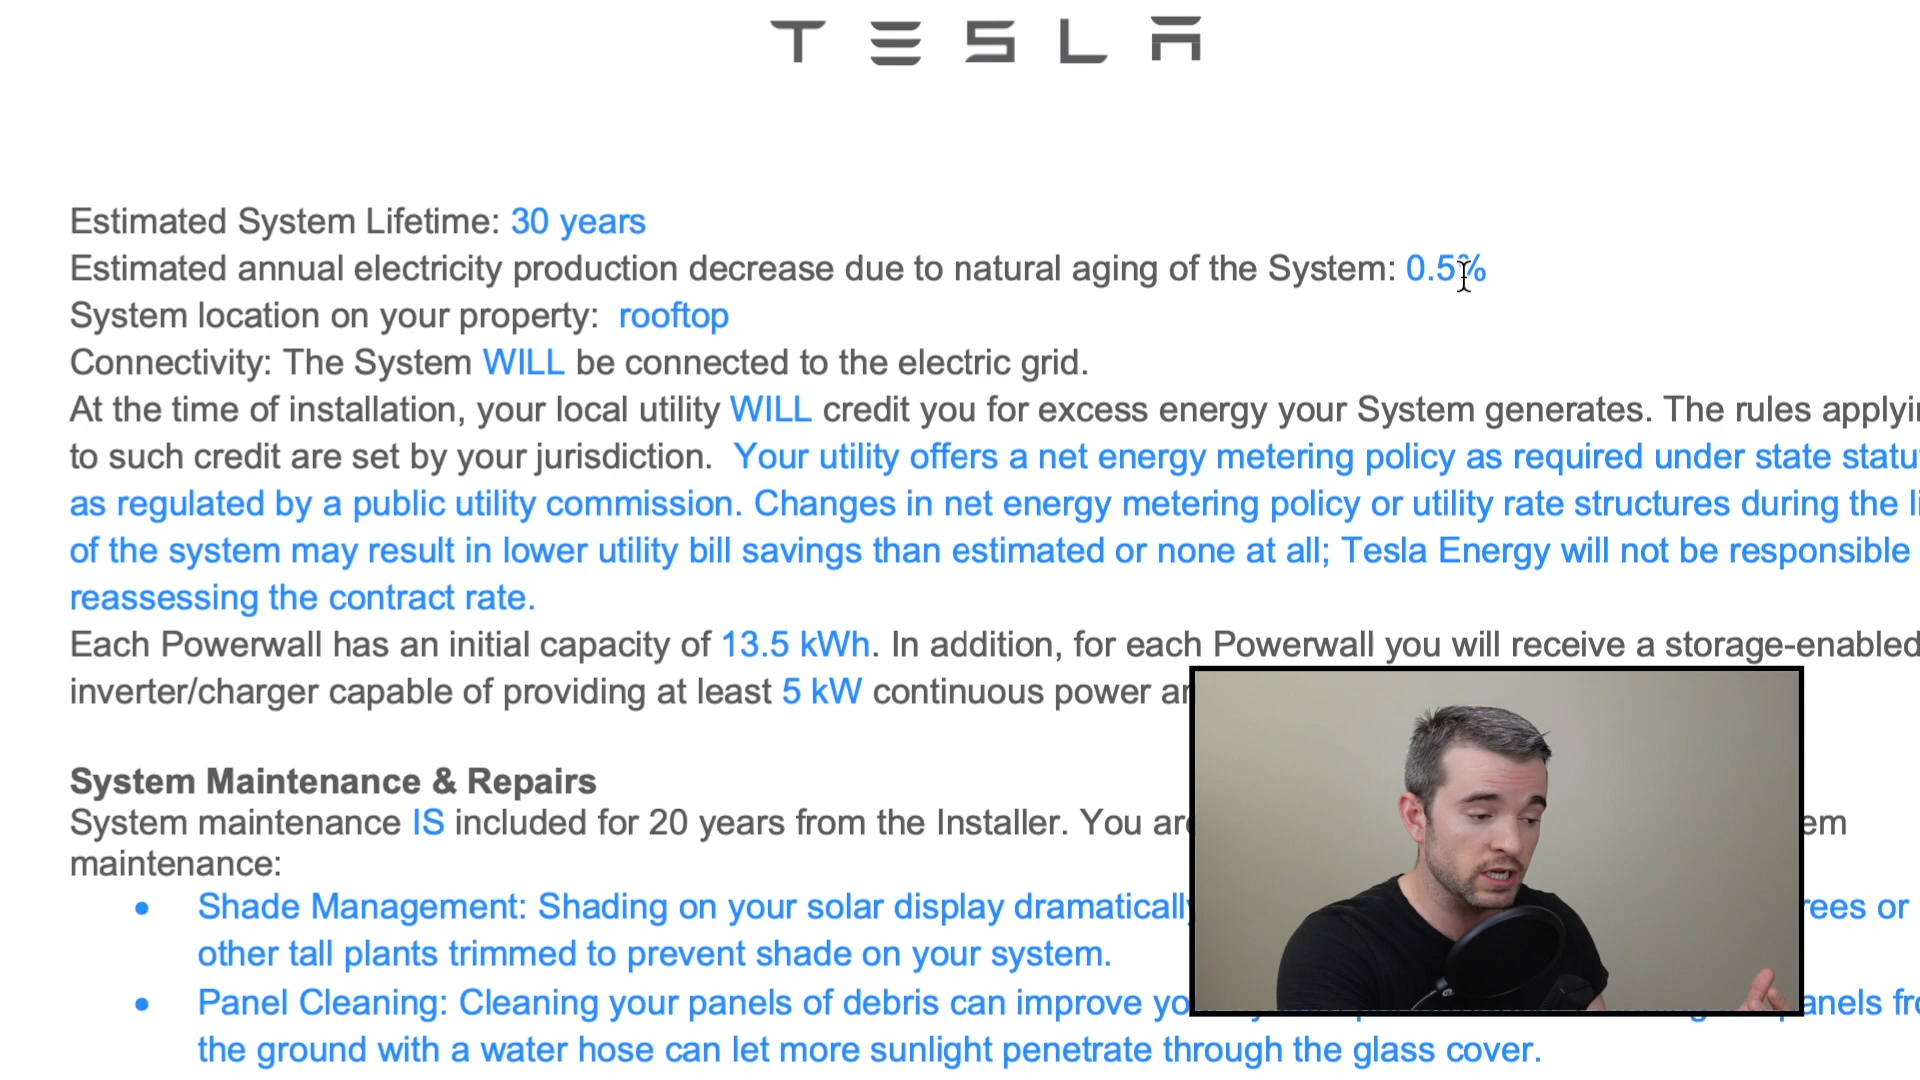 TESLA
Estimated System Lifetime: 30 years
Estimated annual electricity production decrease due to natural aging of the System: 0.5%
System location on your property: rooftop
Connectivity: The System WILL be connected to the electric grid.
At the time of installation, your local utility WILL credit you for excess energy your System generates. The rules applyin
to such credit are set by your jurisdiction. Your utility offers a net energy metering policy as required under state statu
as regulated by a public utility commission. Changes in net energy metering policy or utility rate structures during the li
of the system may result in lower utility bill savings than estimated or none at all; Tesla Energy will not be responsible
reassessing the contract rate.
Each Powerwall has an initial capacity of 13.5 kWh. In addition, for each Powerwall you will receive a storage-enabled
inverter/charger capable of providing at least 5 kW continuous power an
System Maintenance & Repairs
System maintenance IS included for 20 years from the Installer. You are em
maintenance:
• Shade Management: Shading on your solar display dramatically rees or
other tall plants trimmed to prevent shade on your system.
• Panel Cleaning: Cleaning your panels of debris can improve yo anels fro
the ground with a water hose can let more sunlight penetrate through the glass cover.